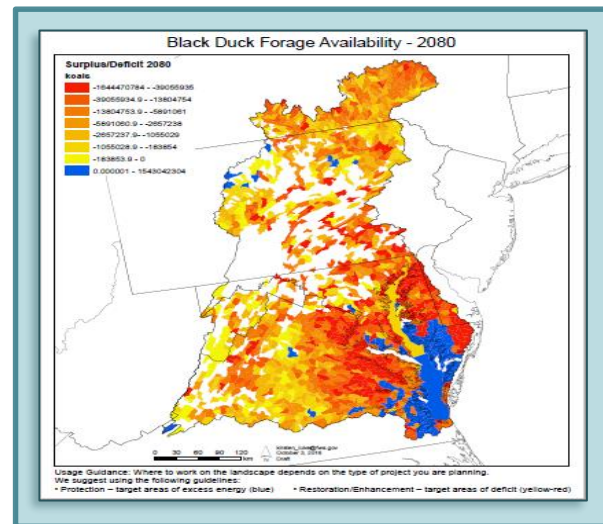 Black Duck Forage Availability - 2080
Surplus/Deficit 2080
kcals
-1644470784 - -39055935
-39055934.9 - -13804754
-13804753.9 - -5891061
-5891060.9 - -2657238
-2657237.9 - -1055029
-1055028.9 - -183854
-183853.9 - 0
0.000001 - 1543042304
0 30 60 90 120
km
October 3, 2016
Draft
Usage Guidance: Where to work on the landscape depends on the type of project you are planning.
We suggest using the following guidelines:
• Protection – target areas of excess energy (blue) • Restoration/Enhancement – target areas of deficit (yellow-red)